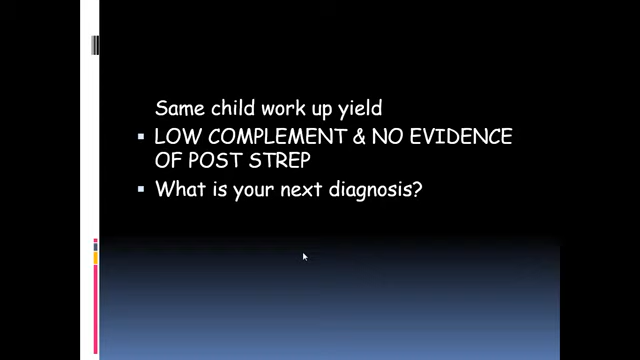 Same child work up yield
LOW COMPLEMENT & NO EVIDENCE
OF POST STREP
What is your next diagnosis?